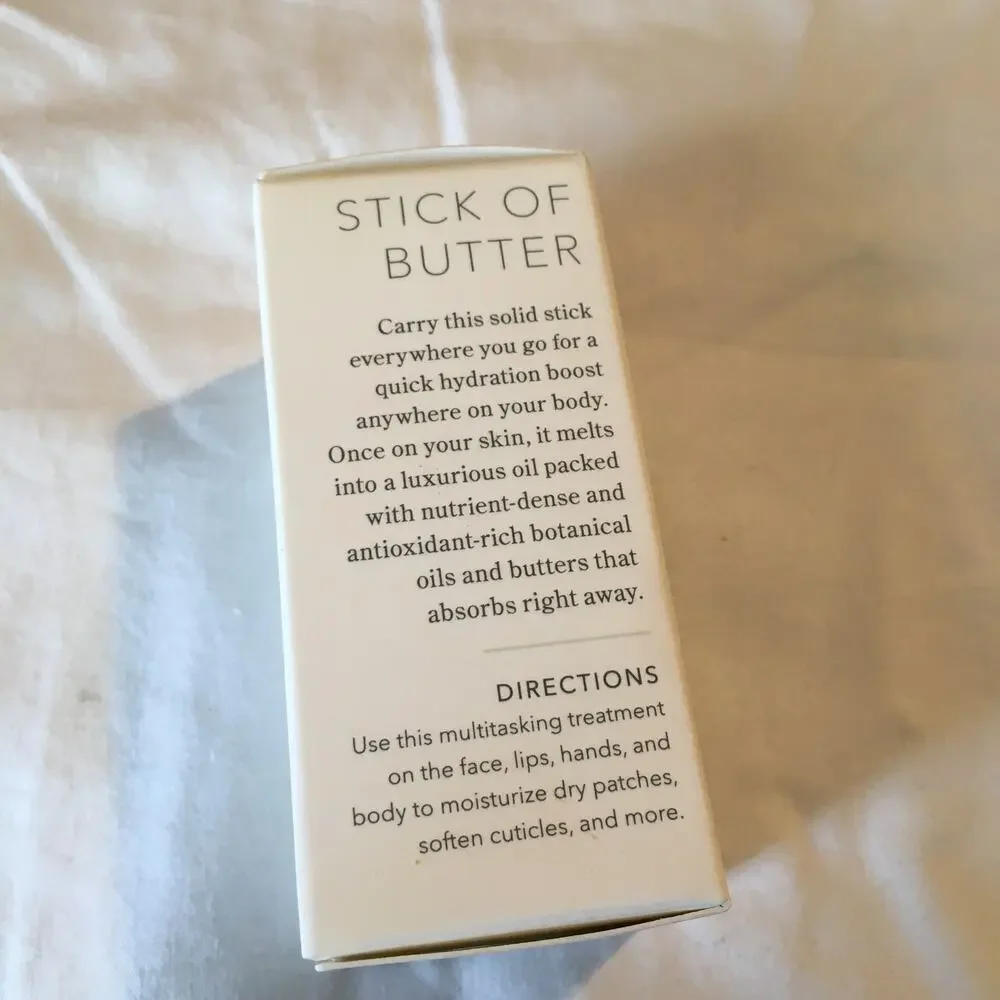 STICK OF
BUTTER
Carry this solid stick
everywhere you go for a
quick hydration boost
anywhere on your body.
Once on your skin, it melts
into a luxurious oil packed
with nutrient-dense and
antioxidant-rich botanical
oils and butters that
absorbs right away.
DIRECTIONS
Use this multitasking treatment
on the face, lips, hands, and
body to moisturize dry patches,
soften cuticles, and more.